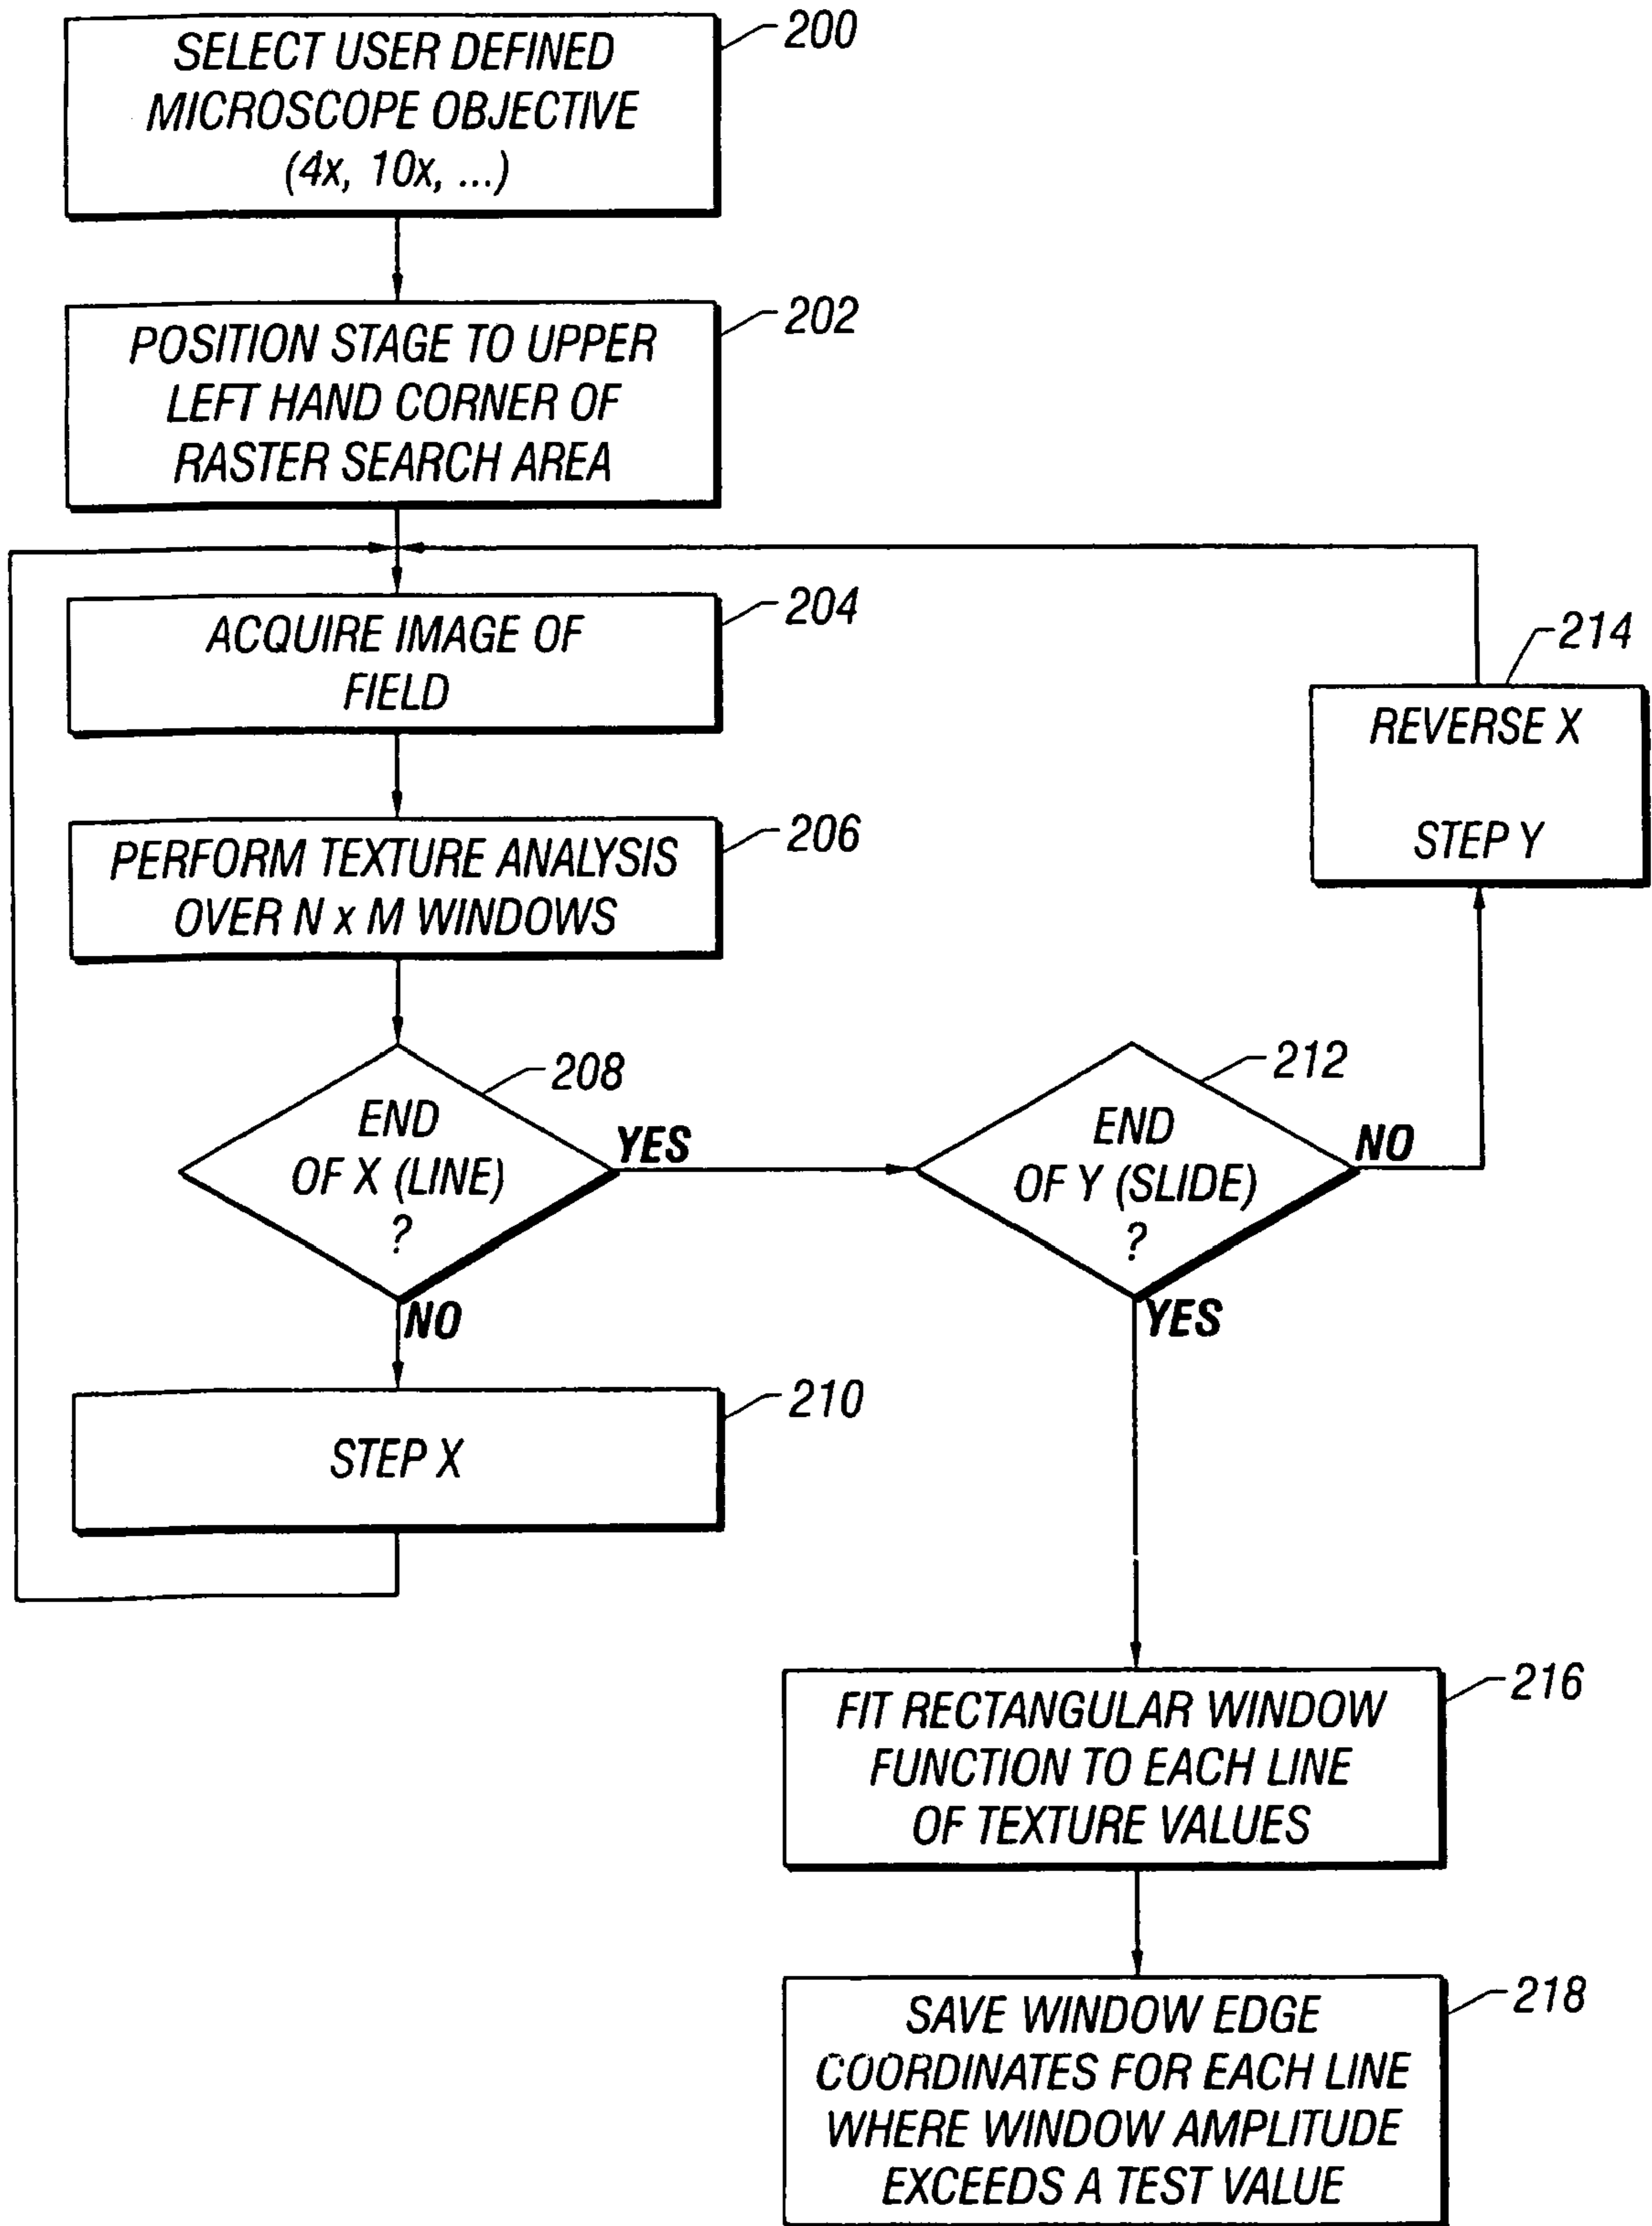 SELECT USER DEFINED
MICROSCOPE OBJECTIVE
(4x, 10x, ...)
200
POSITION STAGE TO UPPER
LEFT HAND CORNER OF
RASTER SEARCH AREA
202
ACQUIRE IMAGE OF
FIELD
204
214
REVERSE X
STEP Y
PERFORM TEXTURE ANALYSIS
OVER N x M WINDOWS
206
208
END
OF X (LINE)
?
YES
NO
212
END
OF Y (SLIDE)
?
NO
YES
STEP X
210
FIT RECTANGULAR WINDOW
FUNCTION TO EACH LINE
OF TEXTURE VALUES
216
SAVE WINDOW EDGE
COORDINATES FOR EACH LINE
WHERE WINDOW AMPLITUDE
EXCEEDS A TEST VALUE
218